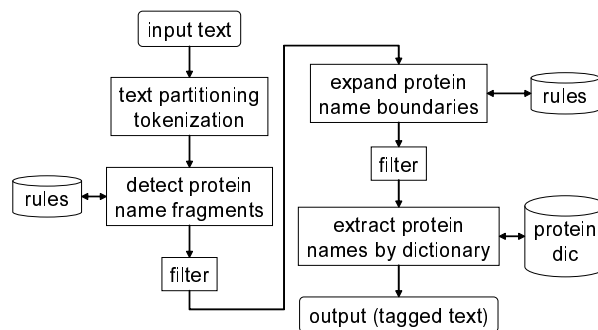 input text
text partitioning
tokenization
rules
detect protein
name fragments
filter
expand protein
name boundaries
rules
filter
extract protein
names by dictionary
protein
dic
output (tagged text)